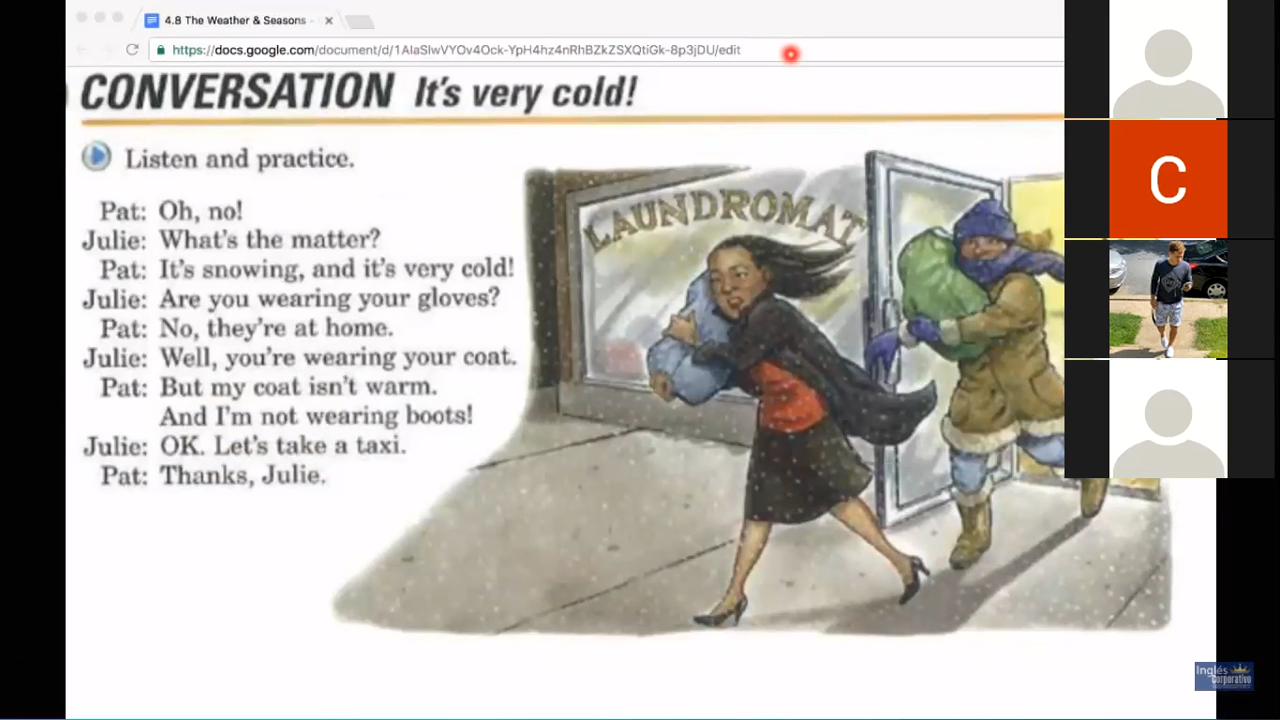 4.8 The Weather & Seasons -
https://docs.google.com/document/d/1AlaSlwVYOv4Ock-YpH4hz4nRhBZkZSXQtiGk-8p3jDU/edit
CONVERSATION It's very cold!
Listen and practice.
Pat: Oh, no!
Julie: What's the matter?
Pat: It's snowing, and it's very cold!
Julie: Are you wearing your gloves?
Pat: No, they're at home.
Julie: Well, you're wearing your coat.
Pat: But my coat isn't warm.
And I'm not wearing boots!
Julie: OK. Let's take a taxi.
Pat: Thanks, Julie.
LAUNDROMAT
C
Inglés
Corporativo